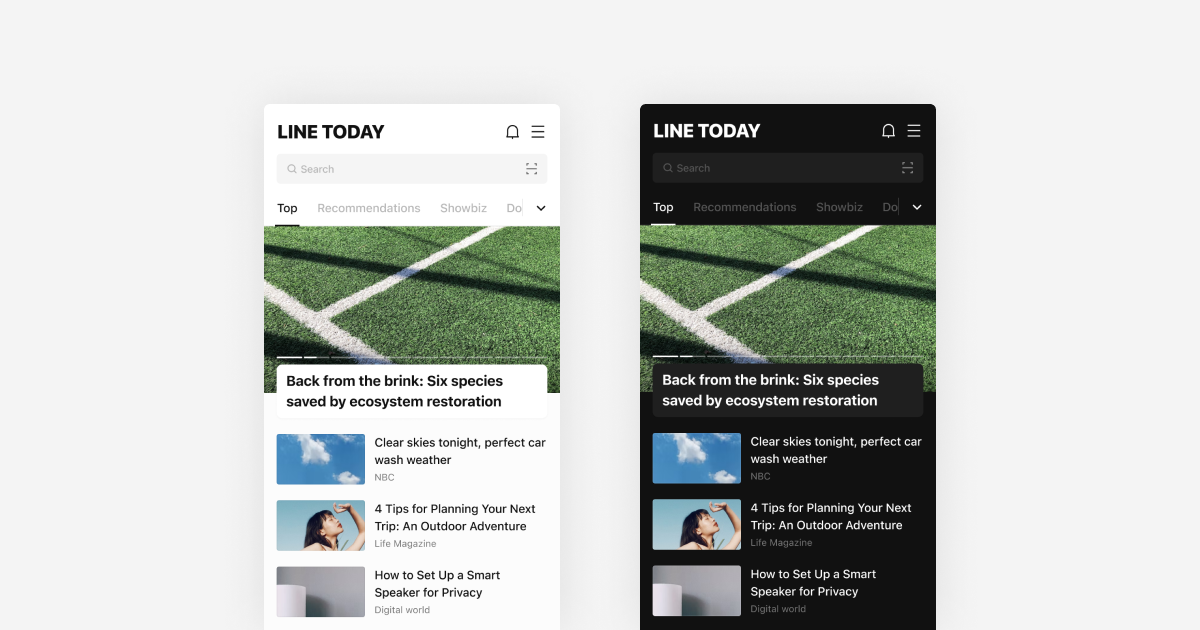 LINE TODAY
Search
Top Recommendations Showbiz Do
Back from the brink: Six species
saved by ecosystem restoration
Clear skies tonight, perfect car
wash weather
NBC
4 Tips for Planning Your Next
Trip: An Outdoor Adventure
Life Magazine
How to Set Up a Smart
Speaker for Privacy
Digital world
LINE TODAY
Search
Top Recommendations Showbiz Do
Back from the brink: Six species
saved by ecosystem restoration
Clear skies tonight, perfect car
wash weather
NBC
4 Tips for Planning Your Next
Trip: An Outdoor Adventure
Life Magazine
How to Set Up a Smart
Speaker for Privacy
Digital world